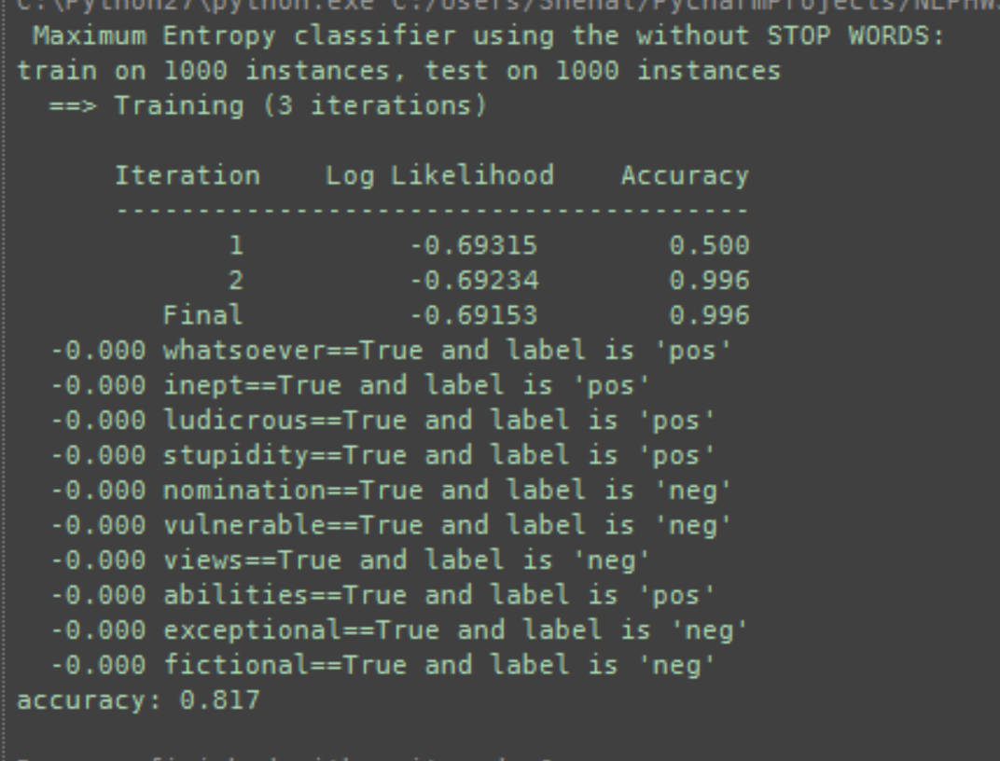 C:\Python27\python.exe C:/Users/Shenal/PycharmProjects/
Maximum Entropy classifier using the without STOP WORDS:
train on 1000 instances, test on 1000 instances
==> Training (3 iterations)
Iteration Log Likelihood Accuracy
---------------------------------------
1 -0.69315 0.500
2 -0.69234 0.996
Final -0.69153 0.996
-0.000 whatsoever==True and label is 'pos'
-0.000 inept==True and label is 'pos'
-0.000 ludicrous==True and label is 'pos'
-0.000 stupidity==True and label is 'pos'
-0.000 nomination==True and label is 'neg'
-0.000 vulnerable==True and label is 'neg'
-0.000 views==True and label is 'neg'
-0.000 abilities==True and label is 'pos'
-0.000 exceptional==True and label is 'neg'
-0.000 fictional==True and label is 'neg'
accuracy: 0.817